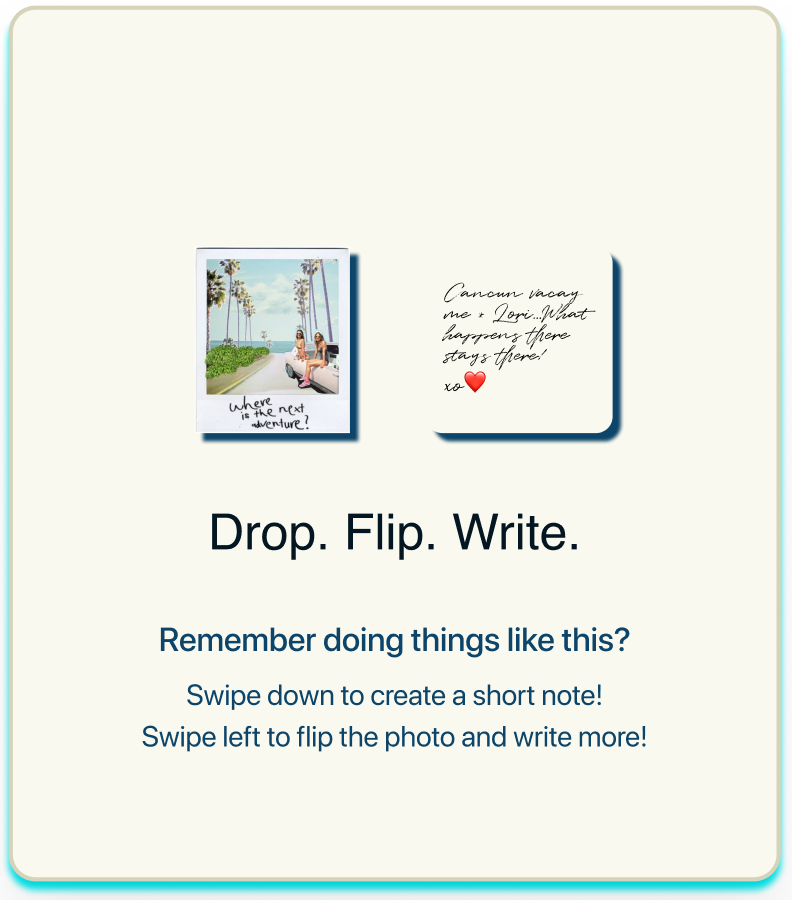 where
is the next
adventure?
Cancun vacay
me + Lori...What
happens there
stays there!
xo❤️
Drop. Flip. Write.
Remember doing things like this?
Swipe down to create a short note!
Swipe left to flip the photo and write more!